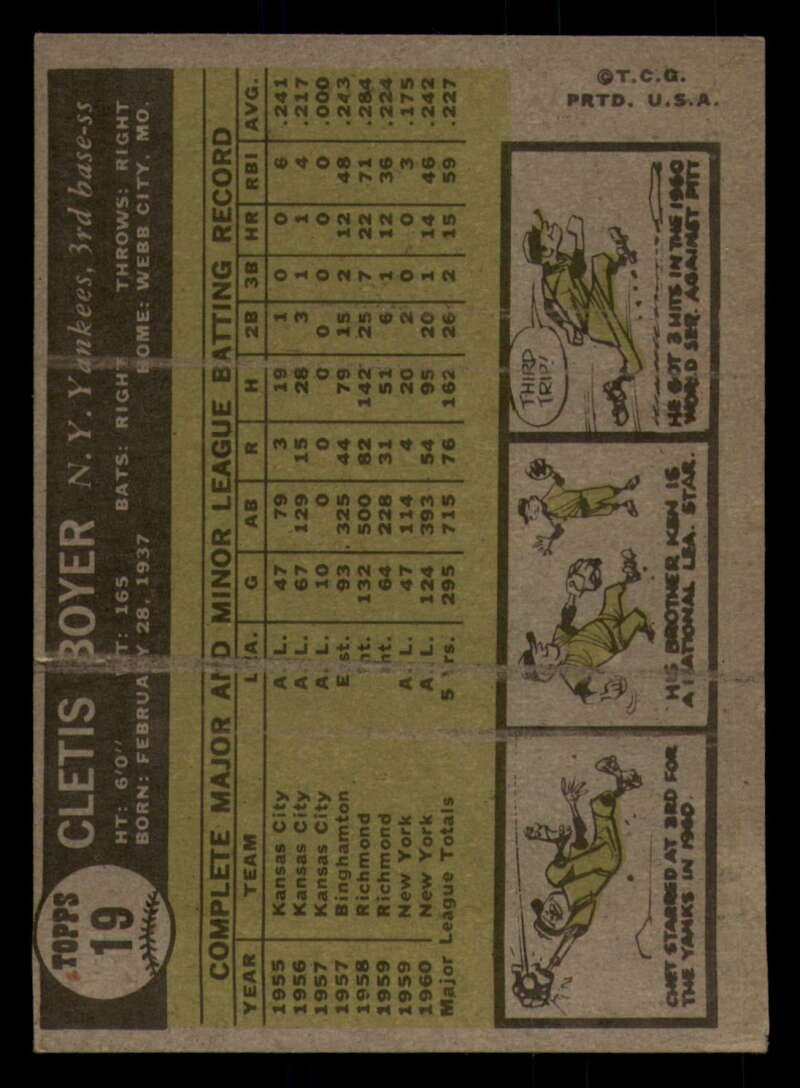 TOPPS
19
CLETIS BOYER N.Y. Yankees, 3rd base-ss
HT: 6'0" WT: 165 BATS: RIGHT THROWS: RIGHT
BORN: FEBRUARY 28, 1937 HOME: WEBB CITY, MO.
COMPLETE MAJOR AND MINOR LEAGUE BATTING RECORD
YEAR TEAM LEA. G AB R H 2B 3B HR RBI AVG.
1955 Kansas City A. L. 47 79 3 19 1 0 0 6 .241
1956 Kansas City A. L. 67 129 15 28 3 1 1 4 .217
1957 Kansas City A. L. 10 0 0 0 0 0 0 0 .000
1957 Binghamton East. 93 325 44 79 15 2 12 48 .243
1958 Richmond Int. 132 500 82 142 25 7 22 71 .284
1959 Richmond Int. 64 228 31 51 6 1 12 36 .224
1959 New York A. L. 47 114 4 20 2 0 0 3 .175
1960 New York A. L. 124 393 54 95 20 1 14 46 .242
Major League Totals 5 Yrs. 295 715 76 162 26 2 15 59 .227
CHET STARRED AT 3RD FOR
THE YANKS IN 1960.
HIS BROTHER KEN IS
A NATIONAL LEA. STAR.
THIRD
TRIP!
HE GOT 3 HITS IN THE 1960
WORLD SER. AGAINST PITT
©T.C.G.
PRTD. U.S.A.